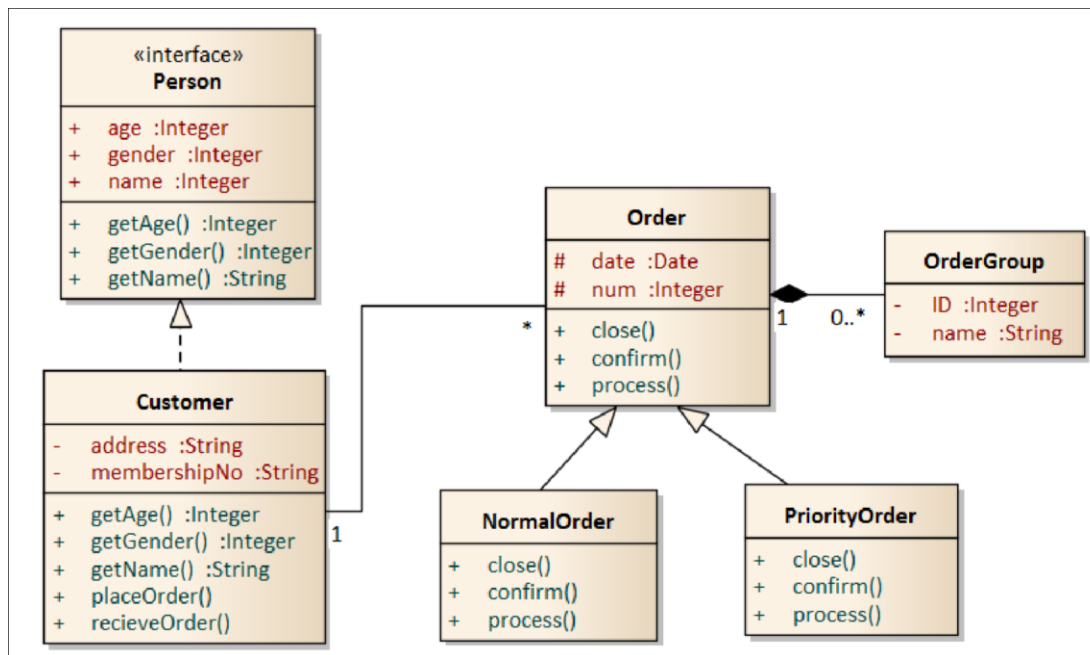 «interface»
Person
+ age :Integer
+ gender :Integer
+ name :Integer
+ getAge() :Integer
+ getGender() :Integer
+ getName() :String
Customer
- address :String
- membershipNo :String
+ getAge() :Integer
+ getGender() :Integer
+ getName() :String
+ placeOrder()
+ recieveOrder()
1
*
Order
# date :Date
# num :Integer
+ close()
+ confirm()
+ process()
1
0..*
OrderGroup
- ID :Integer
- name :String
NormalOrder
+ close()
+ confirm()
+ process()
PriorityOrder
+ close()
+ confirm()
+ process()